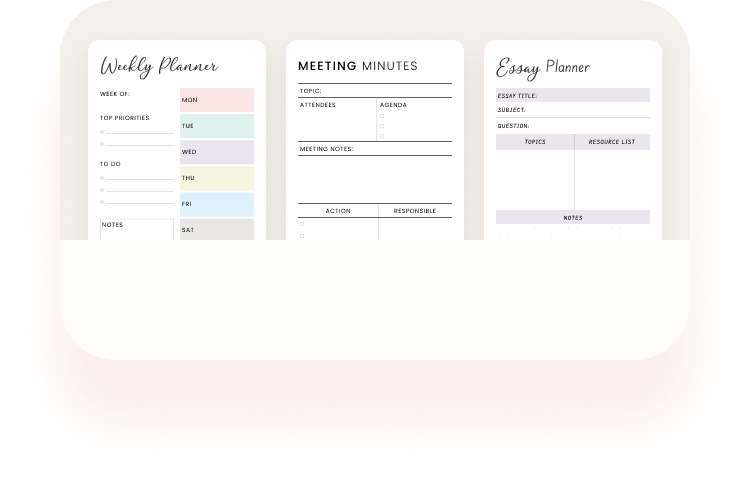 Weekly Planner
WEEK OF:
TOP PRIORITIES
TO DO
NOTES
MON
TUE
WED
THU
FRI
SAT
MEETING MINUTES
TOPIC:
ATTENDEES
AGENDA
MEETING NOTES:
ACTION
RESPONSIBLE
Essay Planner
ESSAY TITLE:
SUBJECT:
QUESTION:
TOPICS
RESOURCE LIST
NOTES